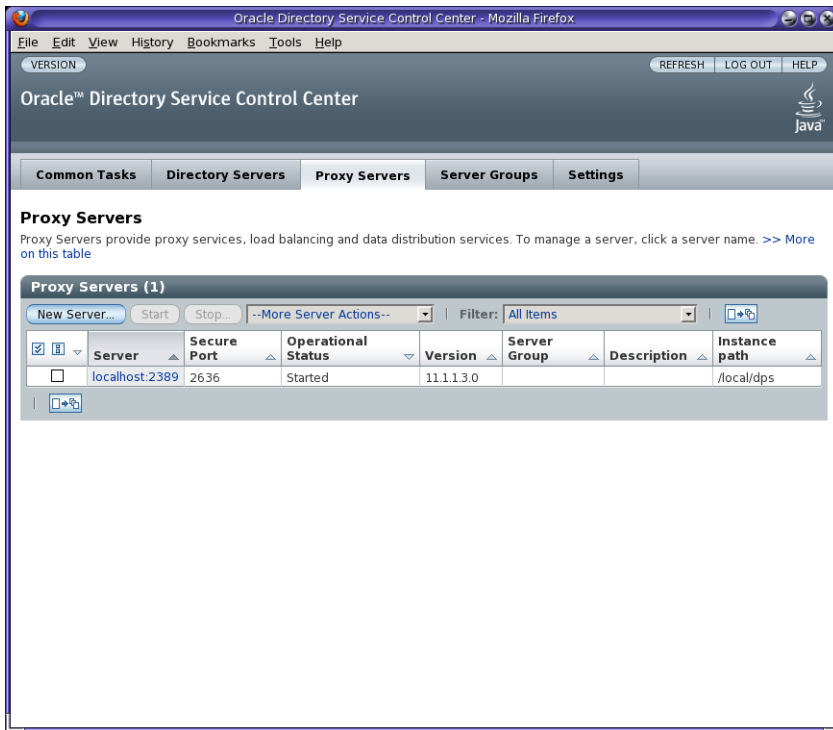 Oracle Directory Service Control Center - Mozilla Firefox
File Edit View History Bookmarks Tools Help
VERSION REFRESH LOG OUT HELP
Oracle™ Directory Service Control Center
Java™
Common Tasks Directory Servers Proxy Servers Server Groups Settings
Proxy Servers
Proxy Servers provide proxy services, load balancing and data distribution services. To manage a server, click a server name. >> More
on this table
Proxy Servers (1)
New Server... Start Stop... --More Server Actions-- Filter: All Items
Server Secure Port Operational Status Version Server Group Description Instance path
localhost:2389 2636 Started 11.1.1.3.0 /local/dps